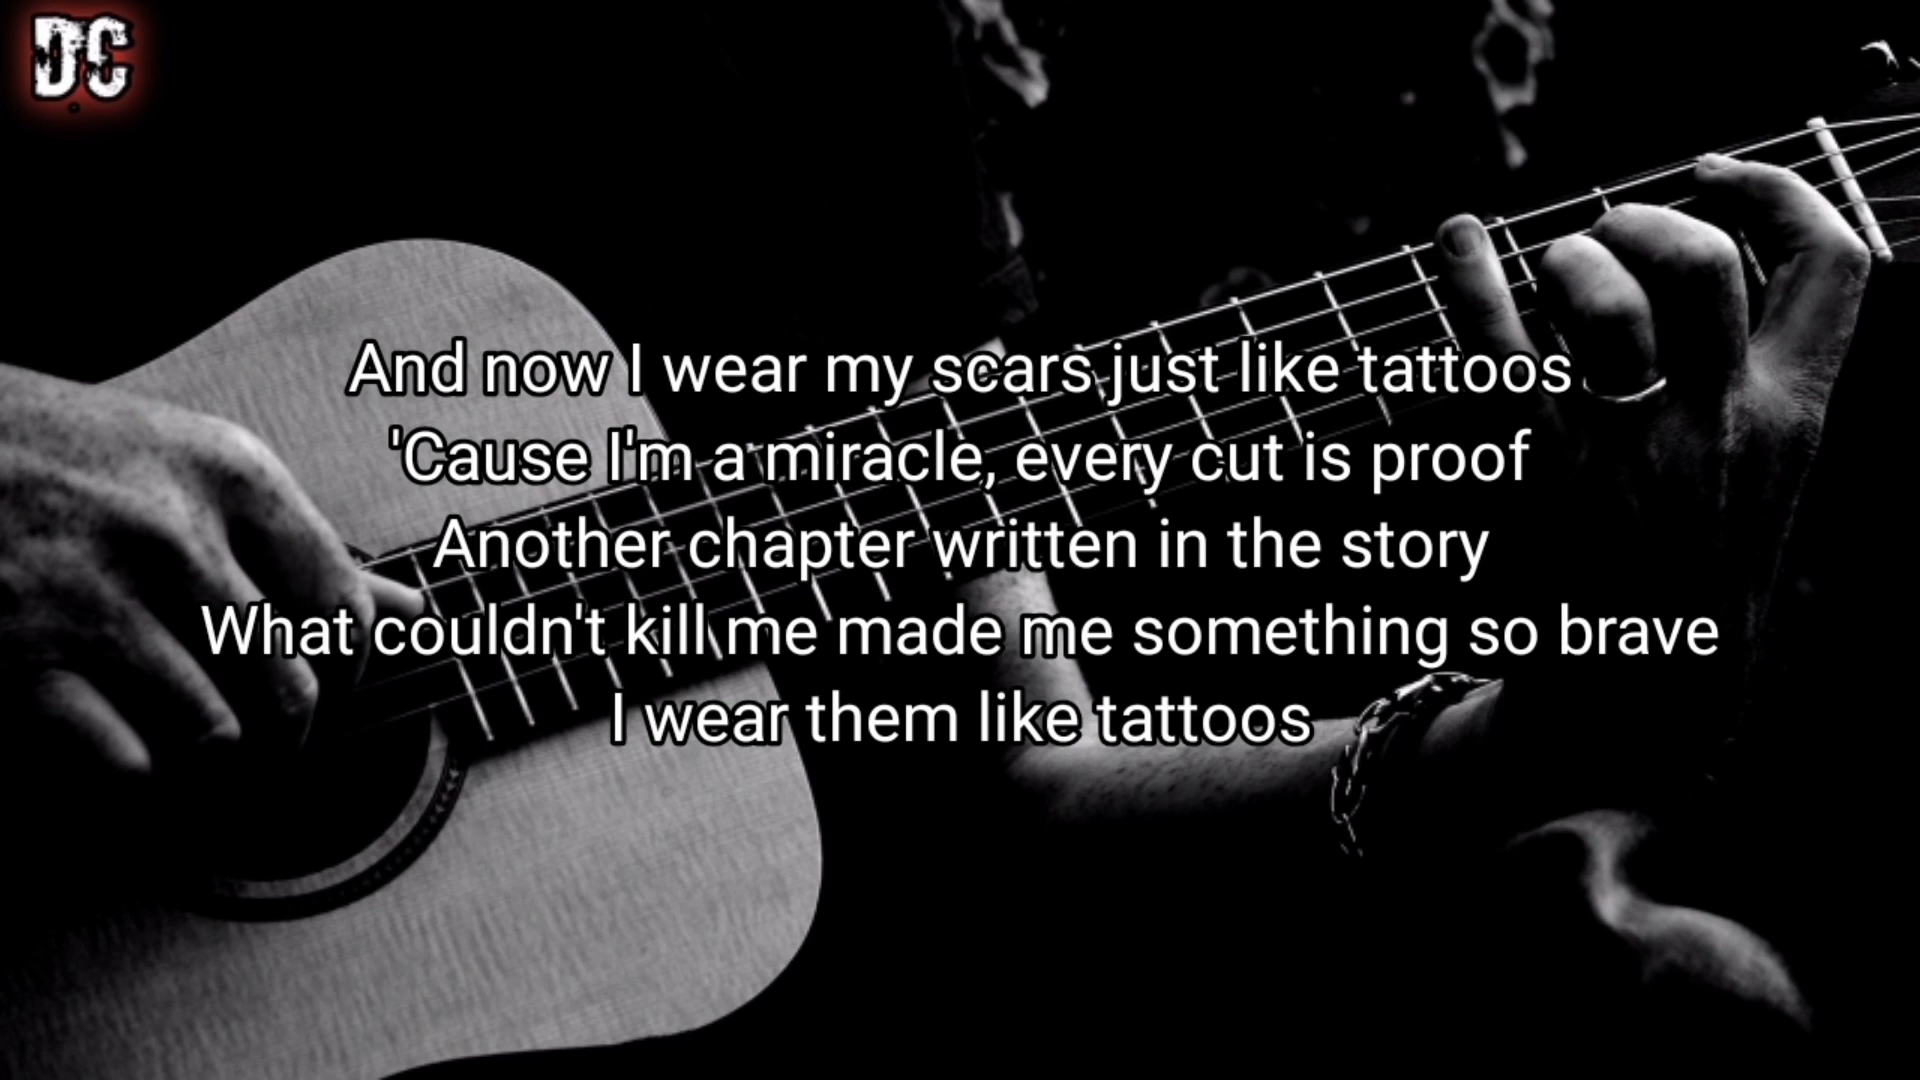 DC
And now I wear my scars just like tattoos
'Cause I'm a miracle, every cut is proof
Another chapter written in the story
What couldn't kill me made me something so brave
I wear them like tattoos